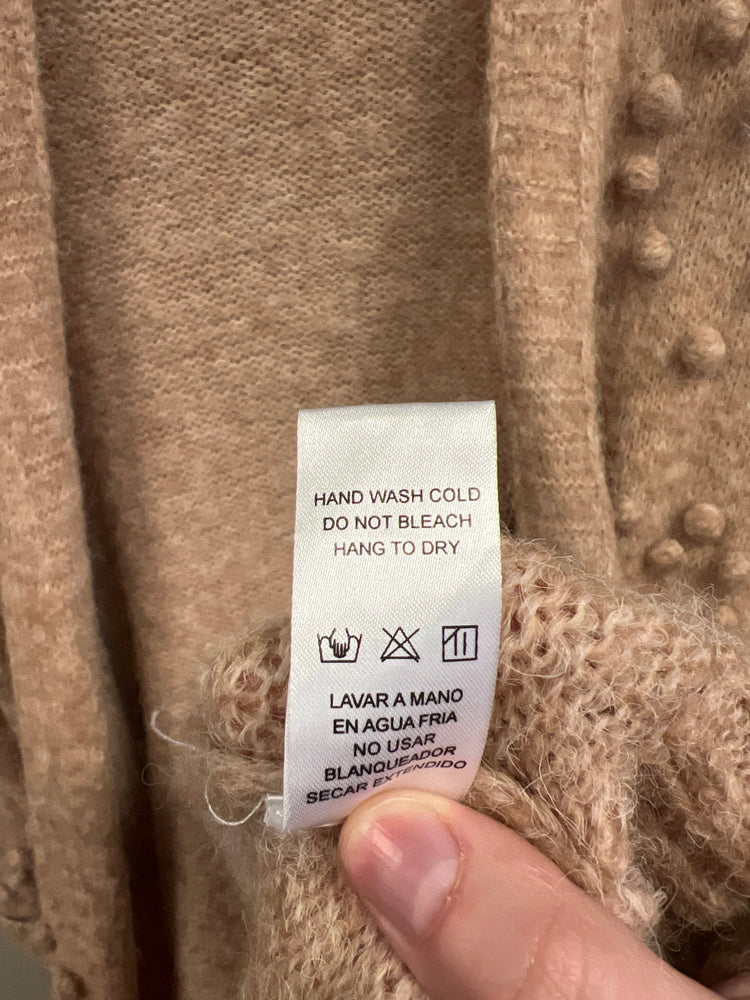 HAND WASH COLD
DO NOT BLEACH
HANG TO DRY
LAVAR A MANO
EN AGUA FRIA
NO USAR
BLANQUEADOR
SECAR EXTENDIDO